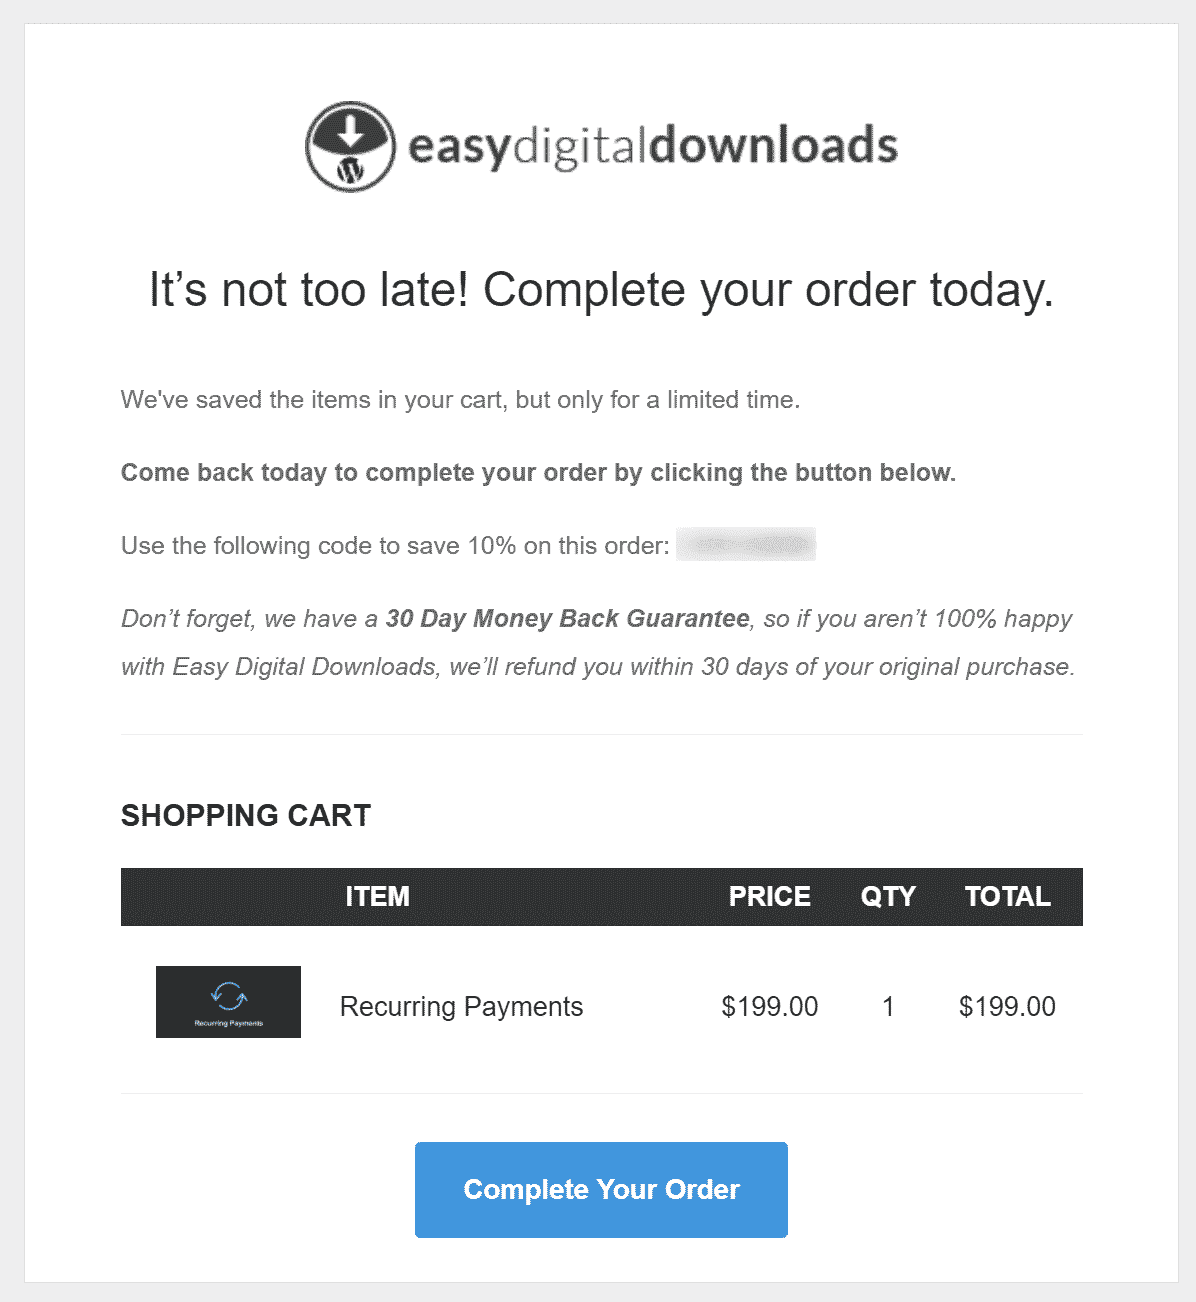 easydigitaldownloads
It’s not too late! Complete your order today.
We've saved the items in your cart, but only for a limited time.
Come back today to complete your order by clicking the button below.
Use the following code to save 10% on this order:
Don’t forget, we have a 30 Day Money Back Guarantee, so if you aren’t 100% happy
with Easy Digital Downloads, we’ll refund you within 30 days of your original purchase.
SHOPPING CART
ITEM PRICE QTY TOTAL
Recurring Payments $199.00 1 $199.00
Recurring Payments
Complete Your Order